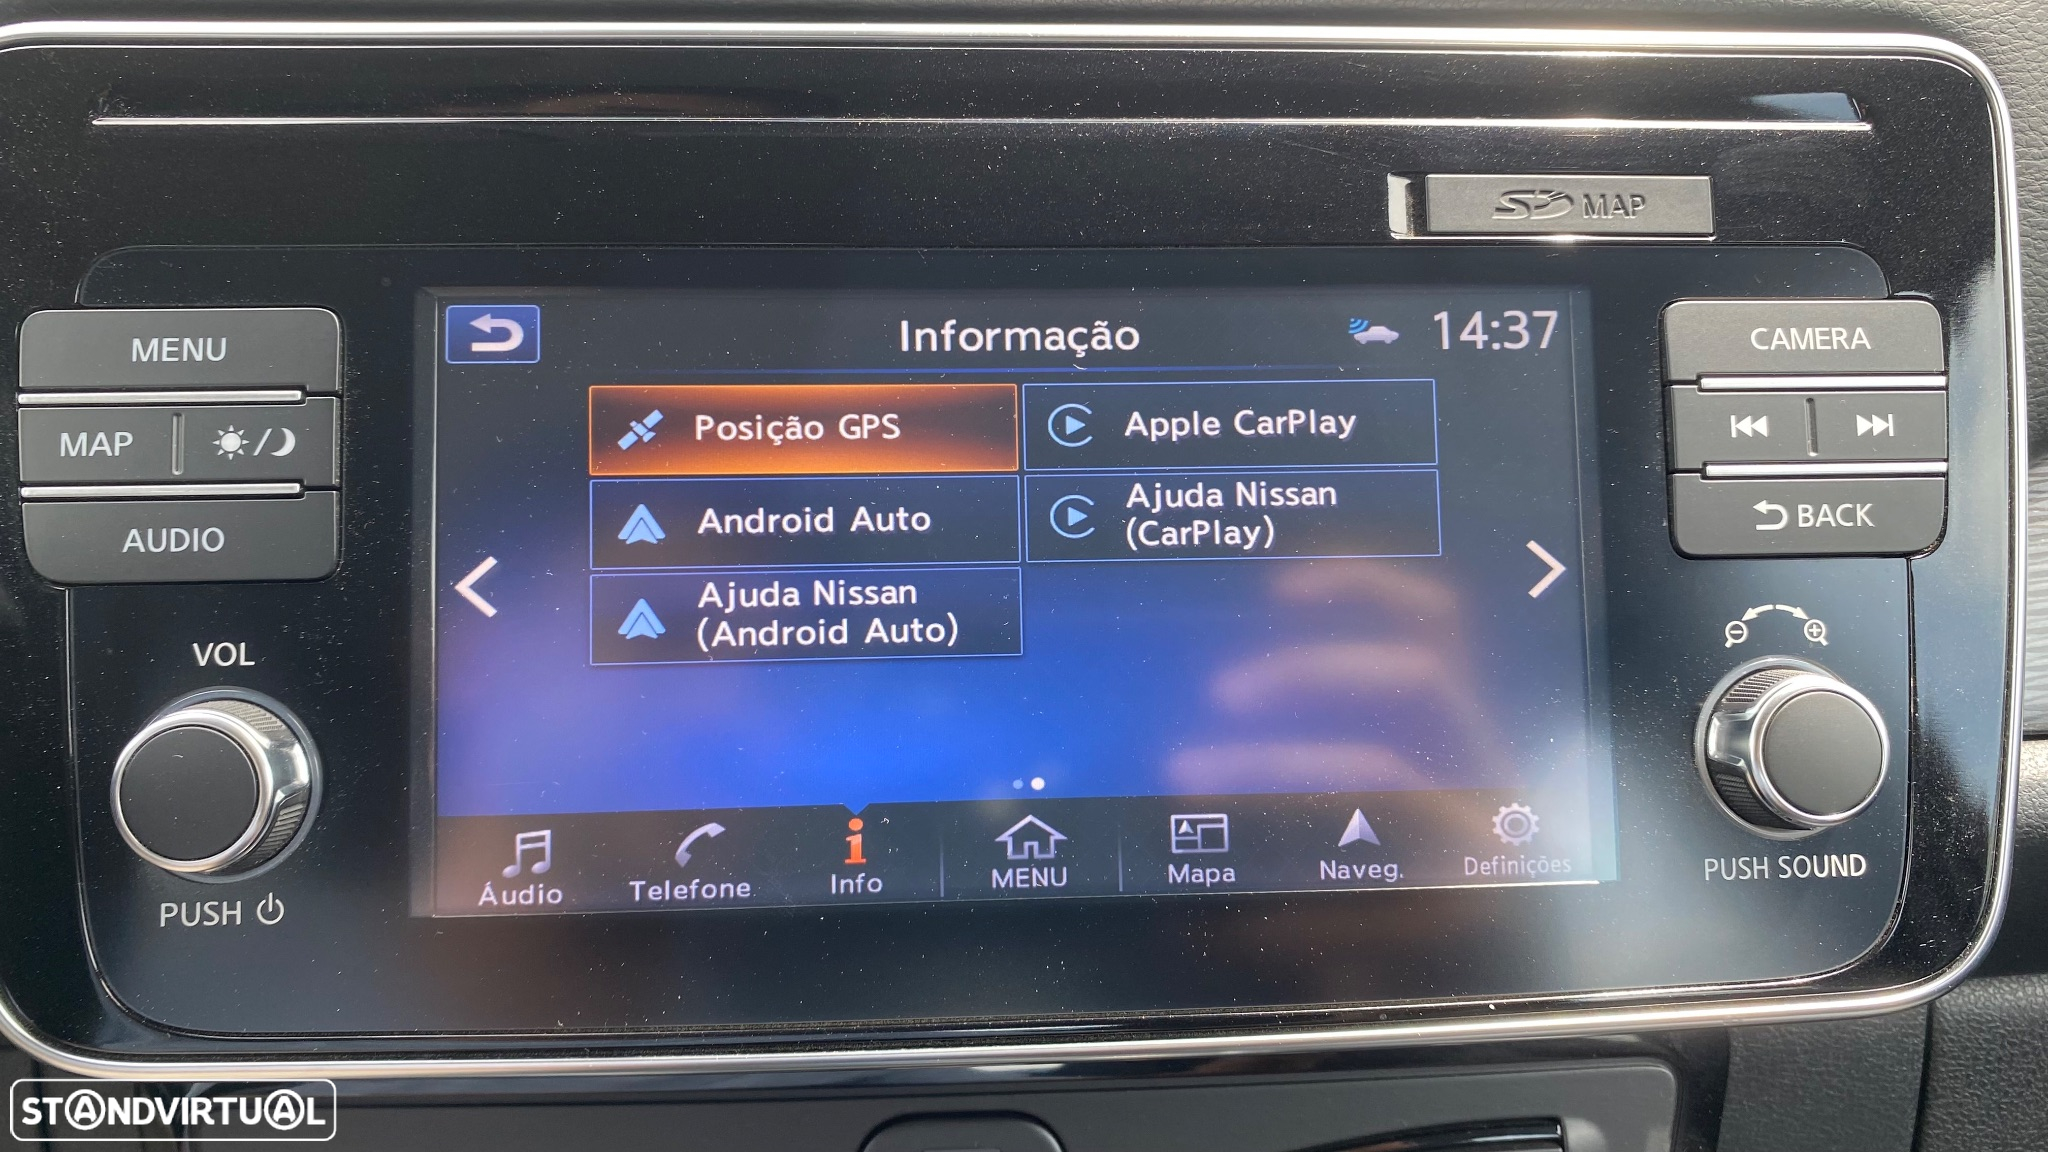 SD MAP
MENU
MAP
AUDIO
VOL
PUSH
Informação
14:37
Posição GPS
Apple CarPlay
Android Auto
Ajuda Nissan
(CarPlay)
Ajuda Nissan
(Android Auto)
Áudio
Telefone
Info
MENU
Mapa
Naveg.
Definições
CAMERA
BACK
PUSH SOUND
STANDVIRTUAL